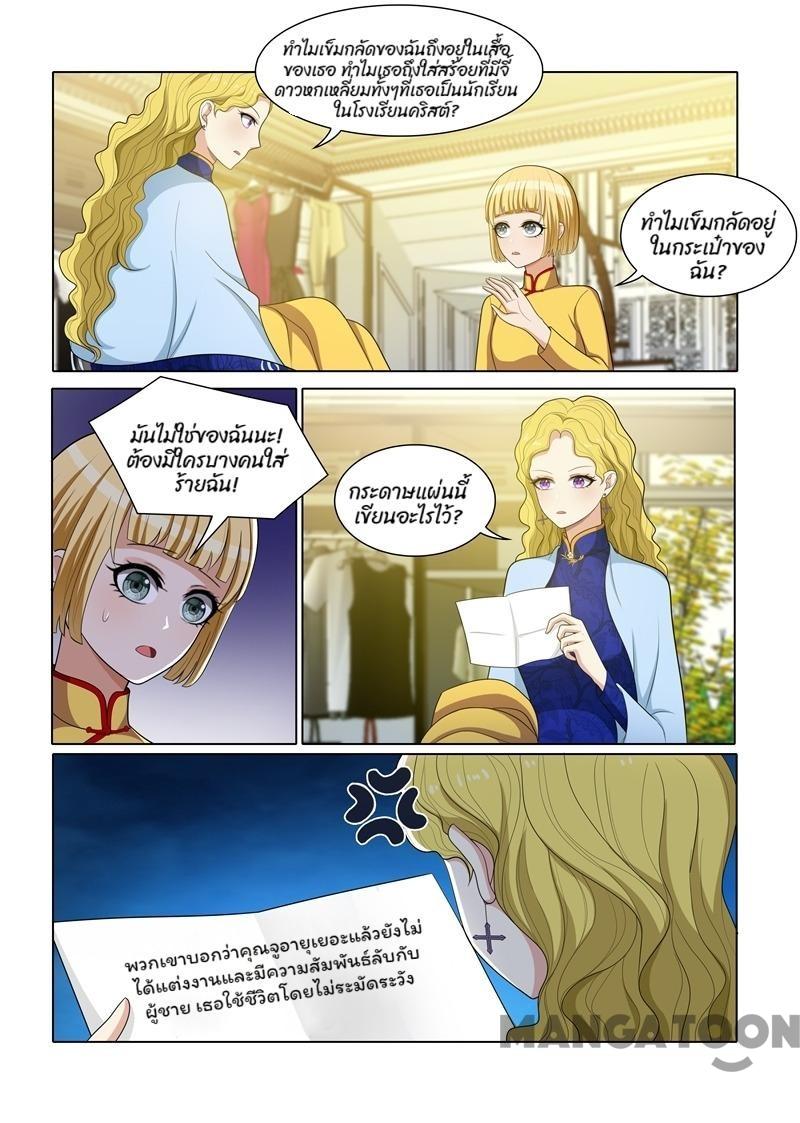 ทำไมเข็มกลัดของฉันถึงอยู่ในเสื้อ
ของเธอ ทำไมเธอถึงใส่สร้อยที่มีจี้
ดาวหกเหลี่ยมทั้งๆที่เธอเป็นนักเรียน
ในโรงเรียนคริสต์?
ทำไมเข็มกลัดอยู่
ในกระเป๋าของ
ฉัน?
มันไม่ใช่ของฉันนะ!
ต้องมีใครบางคนใส่
ร้ายฉัน!
กระดาษแผ่นนี้
เขียนอะไรไว้?
พวกเขาบอกว่าคุณจูอายุเยอะแล้วยังไม่
ได้แต่งงานและมีความสัมพันธ์ลับกับ
ผู้ชาย เธอใช้ชีวิตโดยไม่ระมัดระวัง
MANGATOON